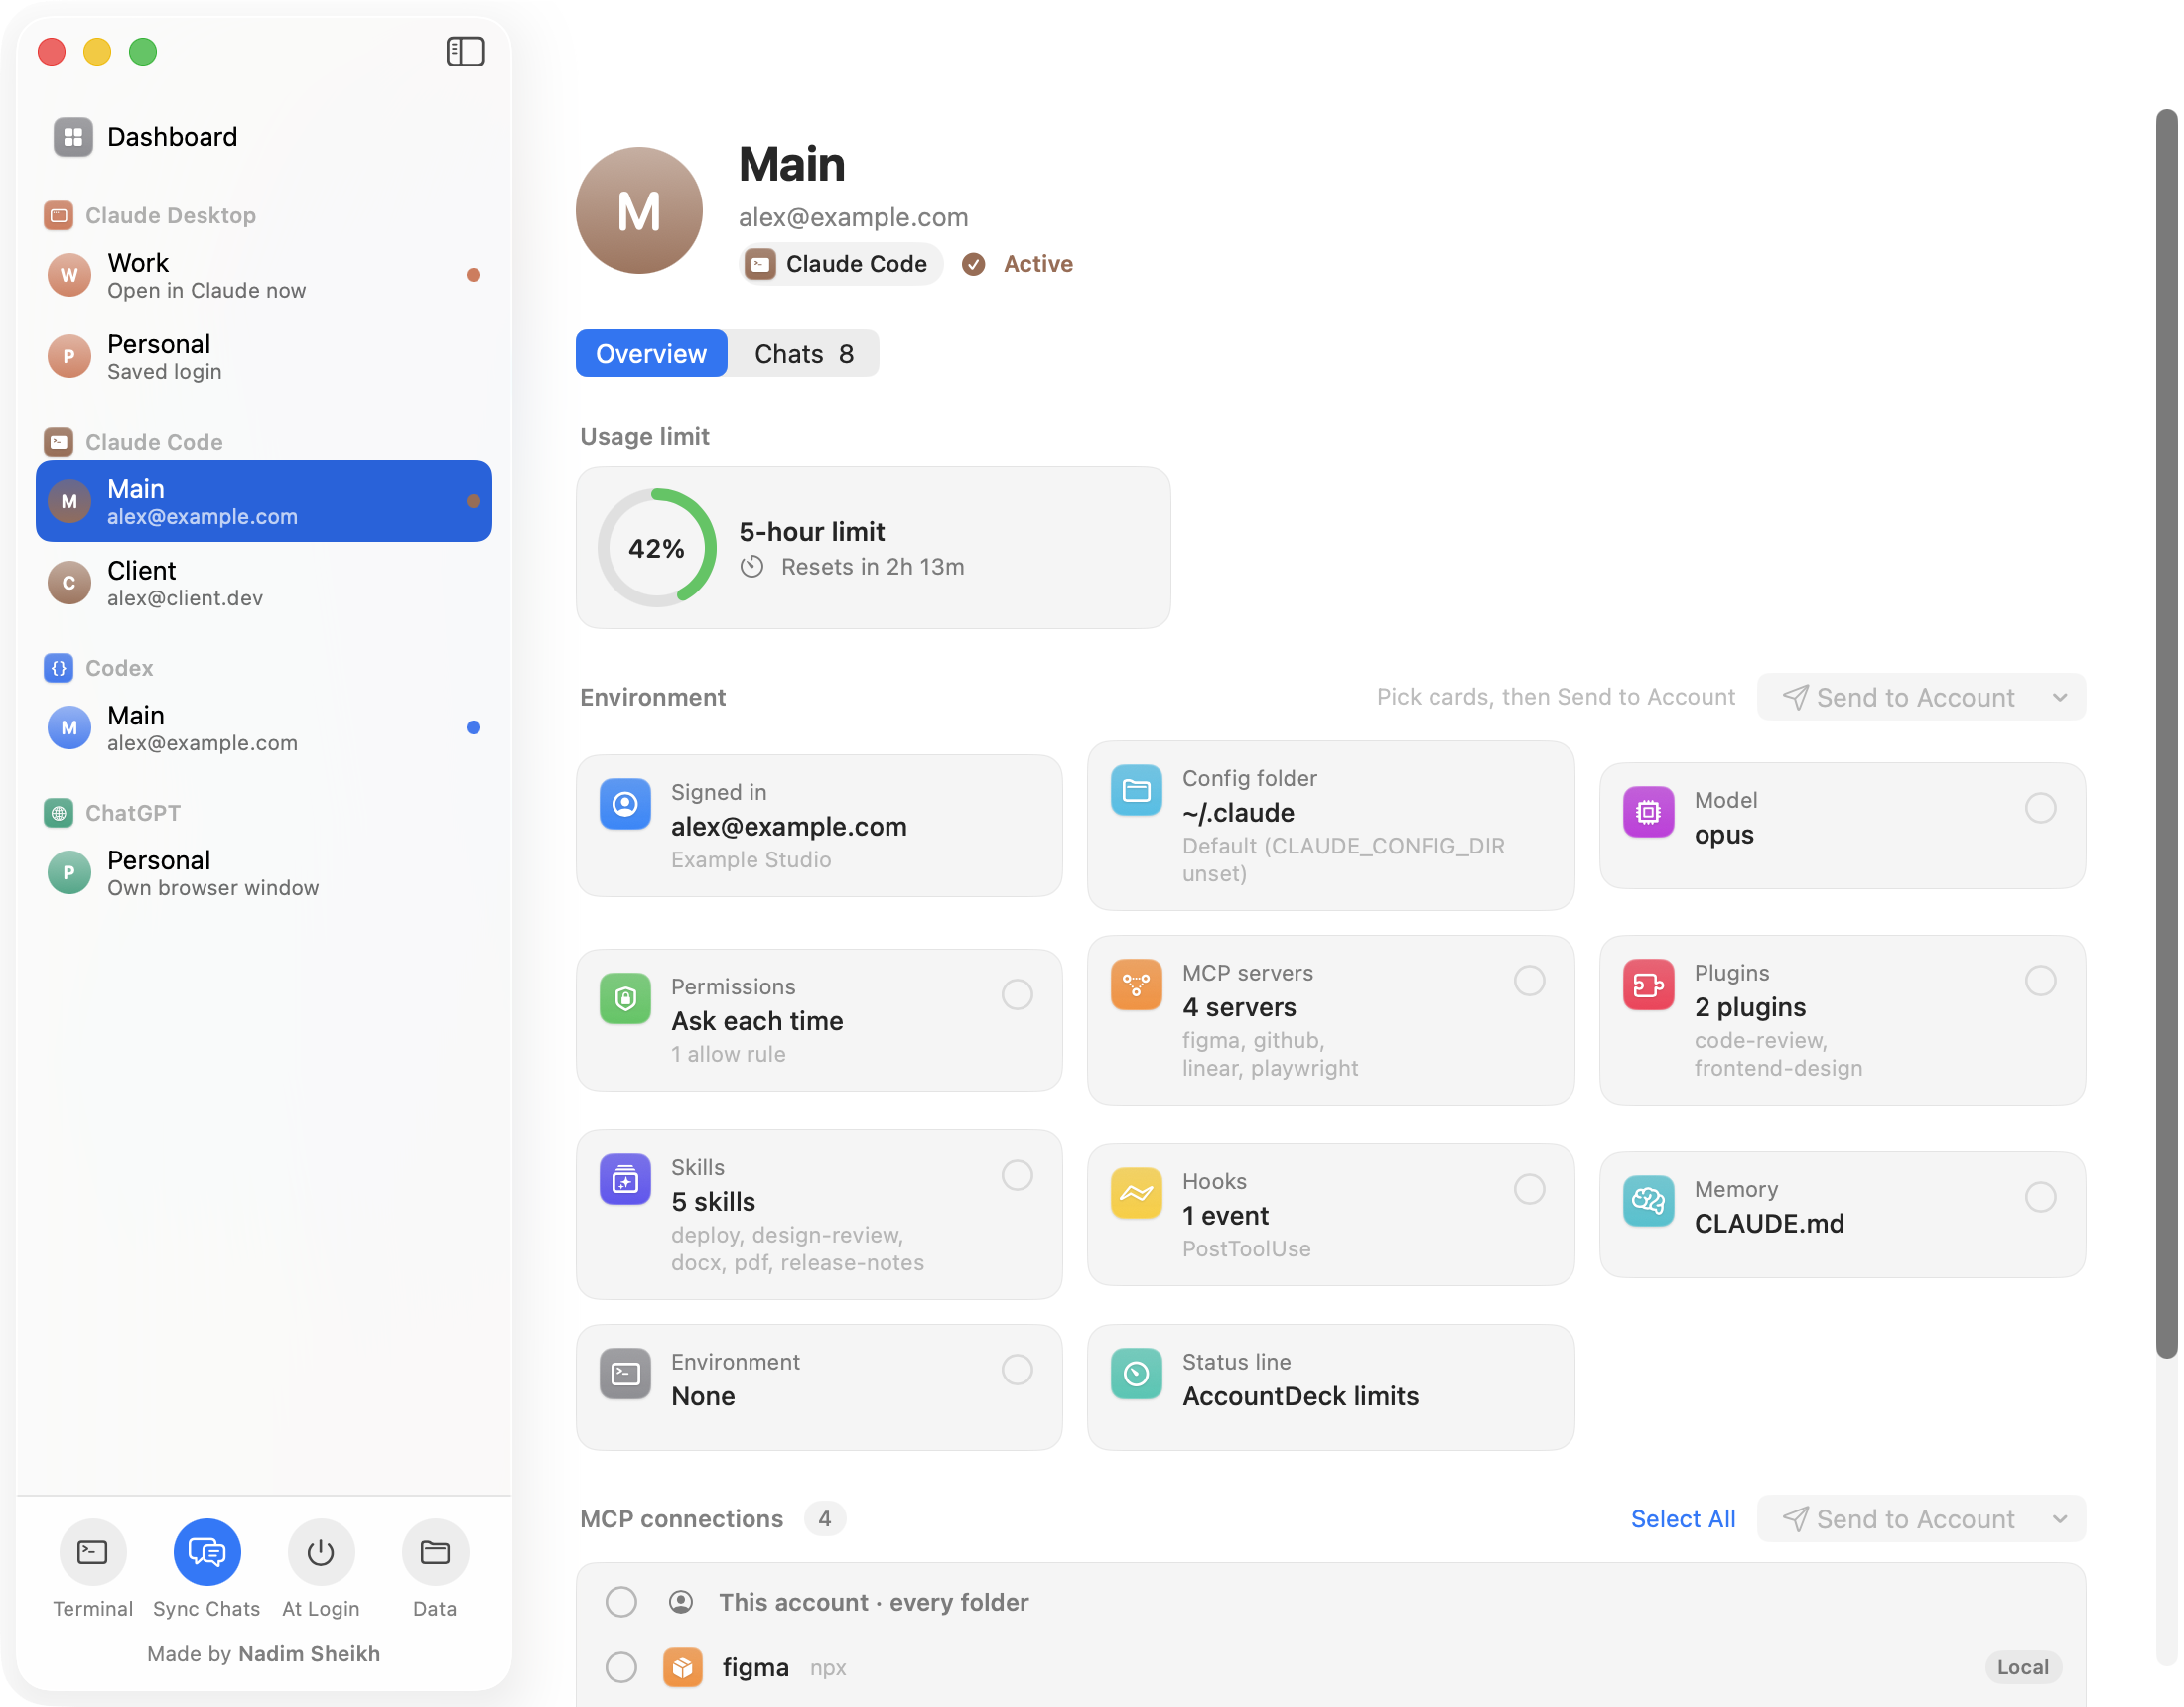 Dashboard
Claude Desktop
W
Work
Open in Claude now
P
Personal
Saved login
Claude Code
M
Main
alex@example.com
C
Client
alex@client.dev
{} Codex
M
Main
alex@example.com
ChatGPT
P
Personal
Own browser window
Terminal
Sync Chats
At Login
Data
Made by Nadim Sheikh
M
Main
alex@example.com
Claude Code
Active
Overview
Chats 8
Usage limit
42%
5-hour limit
Resets in 2h 13m
Environment
Pick cards, then Send to Account
Send to Account
Signed in
alex@example.com
Example Studio
Config folder
~/.claude
Default (CLAUDE_CONFIG_DIR
unset)
Model
opus
Permissions
Ask each time
1 allow rule
MCP servers
4 servers
figma, github,
linear, playwright
Plugins
2 plugins
code-review,
frontend-design
Skills
5 skills
deploy, design-review,
docx, pdf, release-notes
Hooks
1 event
PostToolUse
Memory
CLAUDE.md
Environment
None
Status line
AccountDeck limits
MCP connections 4
Select All
Send to Account
This account · every folder
figma npx
Local